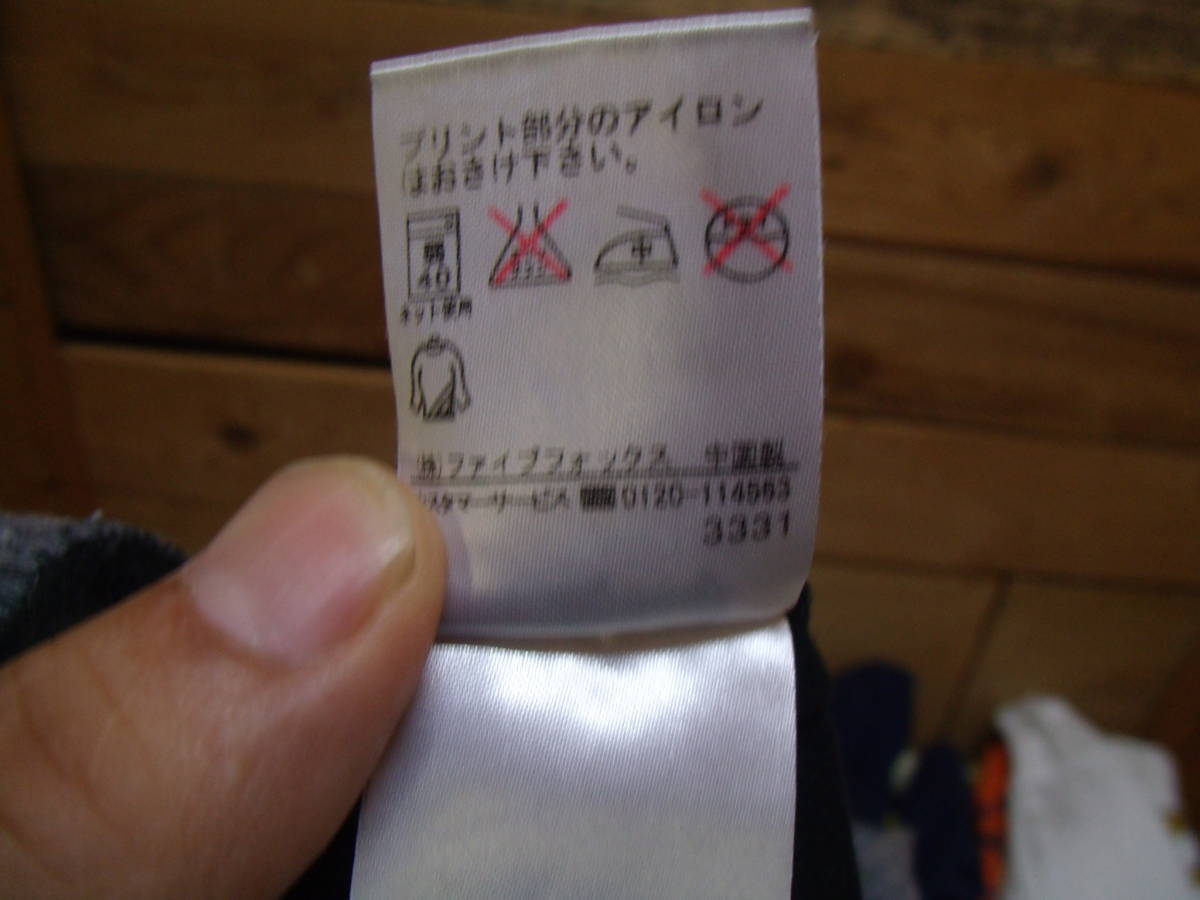 プリント部分のアイロン
はおさけ下さい。
弱
40
中
ネット使用
(株)ファイブフォックス 中国製
カスタマーサービス 0120-114563
3331